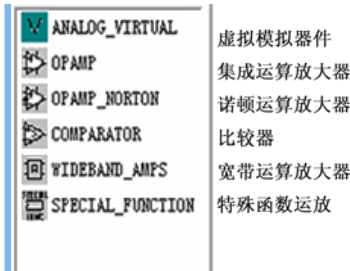 ANALOG_VIRTUAL 虚拟模拟器件
OPAMP 集成运算放大器
OPAMP_NORTON 诺顿运算放大器
COMPARATOR 比较器
WIDEBAND_AMPS 宽带运算放大器
SPECIAL_FUNCTION 特殊函数运放